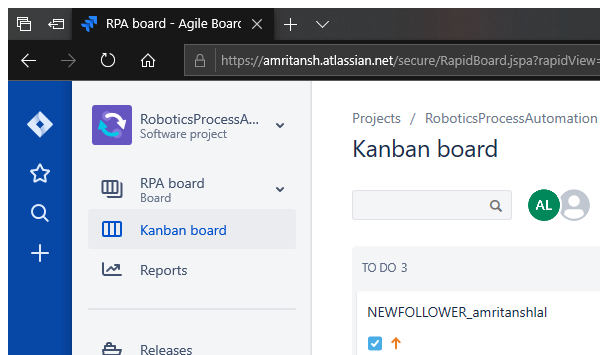 RPA board - Agile Board
https://amritansh.atlassian.net/secure/RapidBoard.jspa?rapidView=
RoboticsProcessA...
Software project
RPA board
Board
Kanban board
Reports
Releases
Projects / RoboticsProcessAutomation
Kanban board
AL
TO DO 3
NEWFOLLOWER_amritanshlal